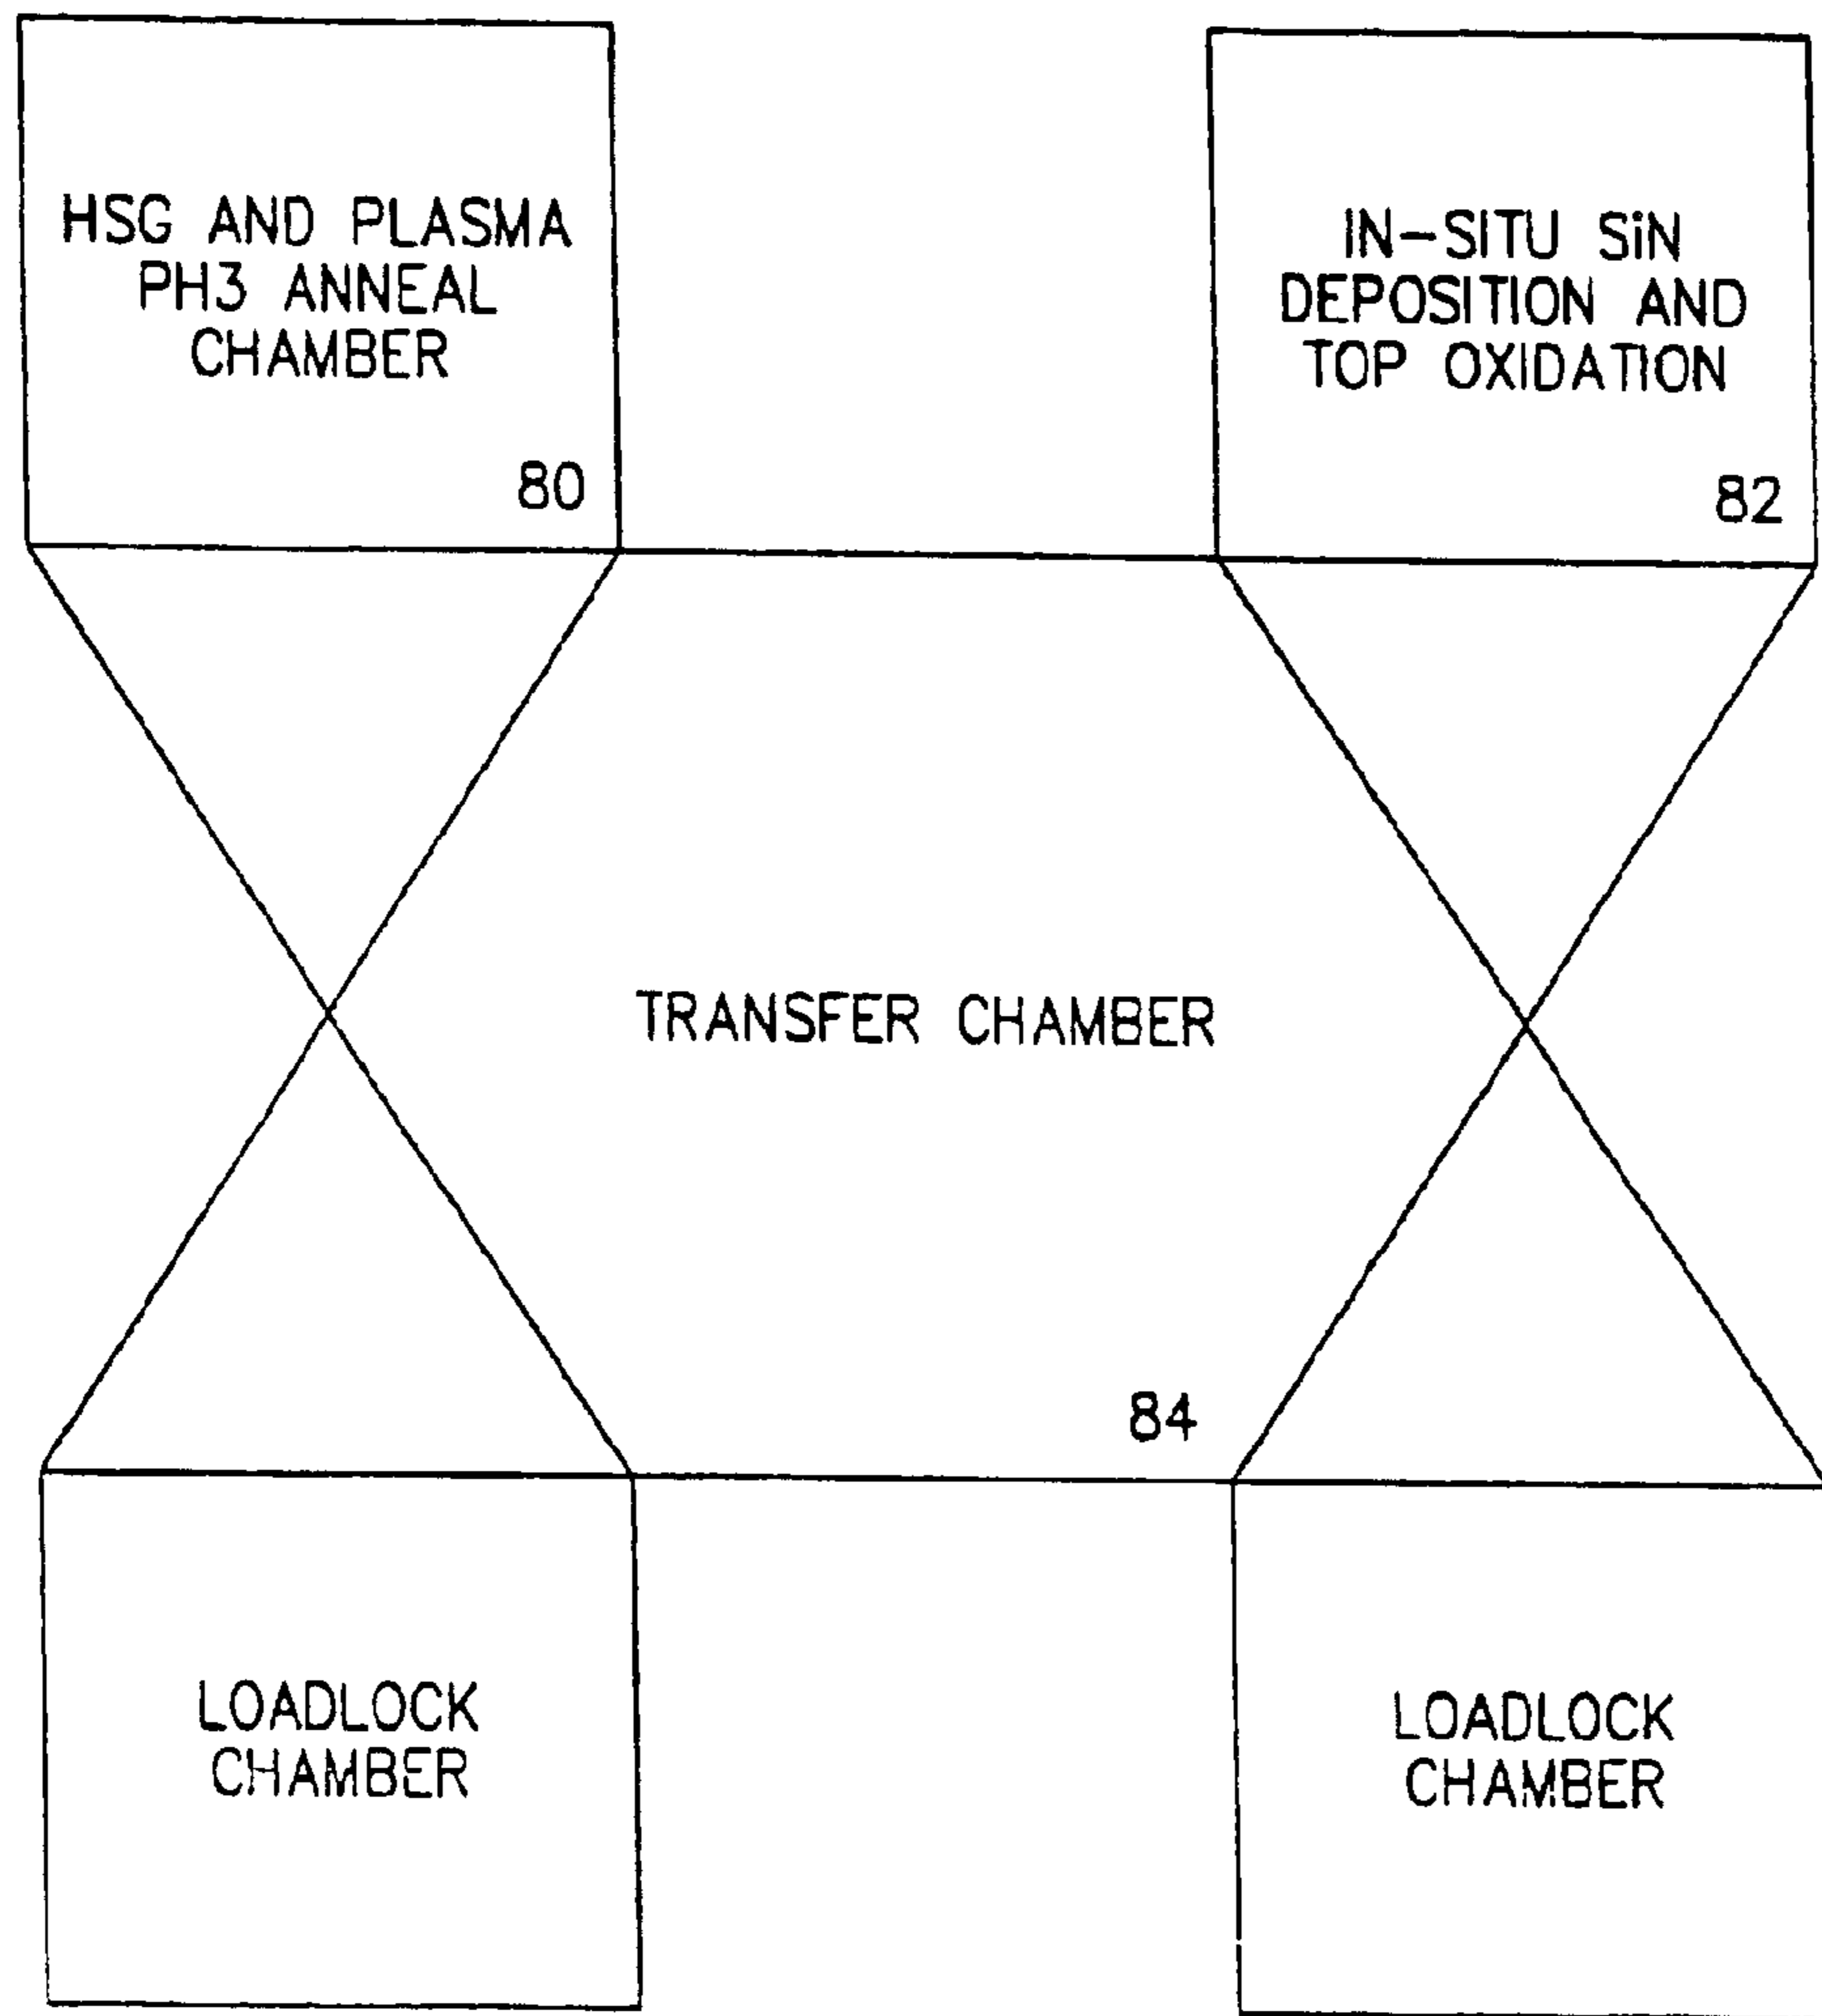 HSG AND PLASMA
PH3 ANNEAL
CHAMBER
80
IN-SITU SiN
DEPOSITION AND
TOP OXIDATION
82
TRANSFER CHAMBER
84
LOADLOCK
CHAMBER
LOADLOCK
CHAMBER